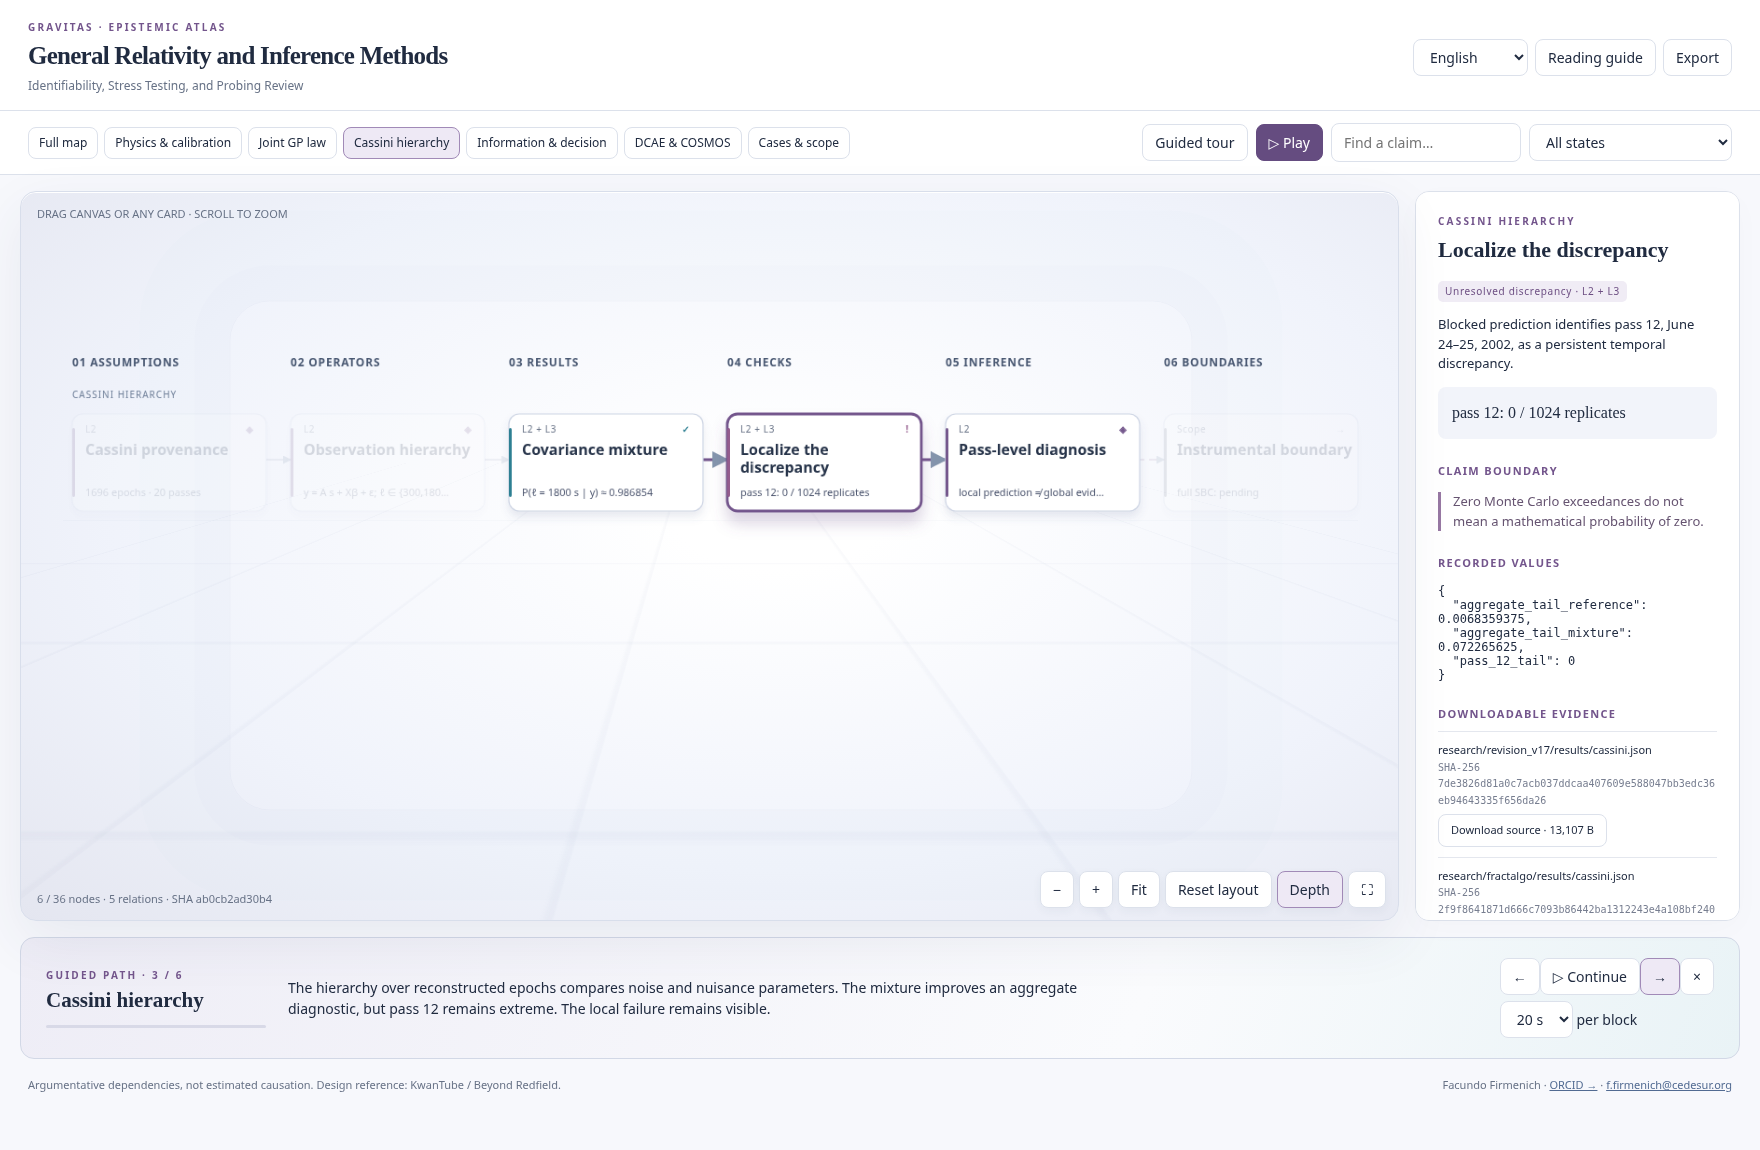 GRAVITAS · EPISTEMIC ATLAS
General Relativity and Inference Methods
Identifiability, Stress Testing, and Probing Review
English
Reading guide
Export
Full map
Physics & calibration
Joint GP law
Cassini hierarchy
Information & decision
DCAE & COSMOS
Cases & scope
Guided tour
▷ Play
Find a claim...
All states
DRAG CANVAS OR ANY CARD · SCROLL TO ZOOM
01 ASSUMPTIONS
02 OPERATORS
03 RESULTS
04 CHECKS
05 INFERENCE
06 BOUNDARIES
CASSINI HIERARCHY
L2 ◆
Cassini provenance
1696 epochs · 20 passes
L2 ◆
Observation hierarchy
y = A s + Xβ + ε; ℓ ∈ {300,180...
L2 + L3 ✓
Covariance mixture
P(ℓ = 1800 s | y) ≈ 0.986854
L2 + L3 !
Localize the
discrepancy
pass 12: 0 / 1024 replicates
L2 ◆
Pass-level diagnosis
local prediction ≠ global evid...
Scope
Instrumental boundary
full SBC: pending
6 / 36 nodes · 5 relations · SHA ab0cb2ad30b4
−
+
Fit
Reset layout
Depth
⛶
CASSINI HIERARCHY
Localize the discrepancy
Unresolved discrepancy · L2 + L3
Blocked prediction identifies pass 12, June
24–25, 2002, as a persistent temporal
discrepancy.
pass 12: 0 / 1024 replicates
CLAIM BOUNDARY
Zero Monte Carlo exceedances do not
mean a mathematical probability of zero.
RECORDED VALUES
{
"aggregate_tail_reference":
0.0068359375,
"aggregate_tail_mixture":
0.072265625,
"pass_12_tail": 0
}
DOWNLOADABLE EVIDENCE
research/revision_v17/results/cassini.json
SHA-256
7de3826d81a0c7acb037ddcaa407609e588047bb3edc36
eb94643335f656da26
Download source · 13,107 B
research/fractalgo/results/cassini.json
SHA-256
2f9f8641871d666c7093b86442ba1312243e4a108bf240
GUIDED PATH · 3 / 6
Cassini hierarchy
The hierarchy over reconstructed epochs compares noise and nuisance parameters. The mixture improves an aggregate
diagnostic, but pass 12 remains extreme. The local failure remains visible.
←
▷ Continue
→
×
20 s
per block
Argumentative dependencies, not estimated causation. Design reference: KwanTube / Beyond Redfield.
Facundo Firmenich · ORCID → · f.firmenich@cedesur.org